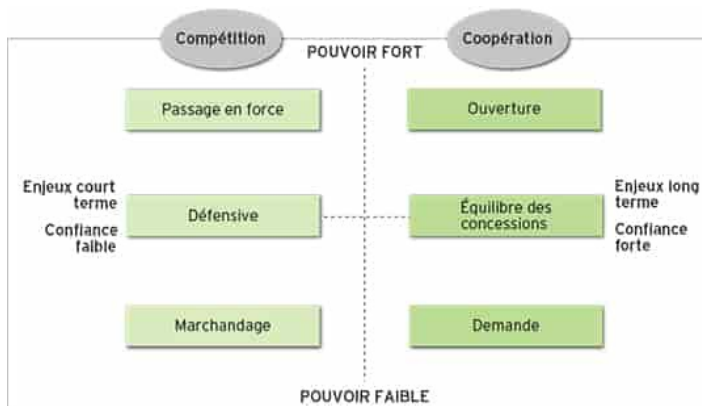 Compétition
Coopération
POUVOIR FORT
Passage en force
Ouverture
Enjeux court
terme
Confiance
faible
Défensive
Équilibre des
concessions
Enjeux long
terme
Confiance
forte
Marchandage
Demande
POUVOIR FAIBLE